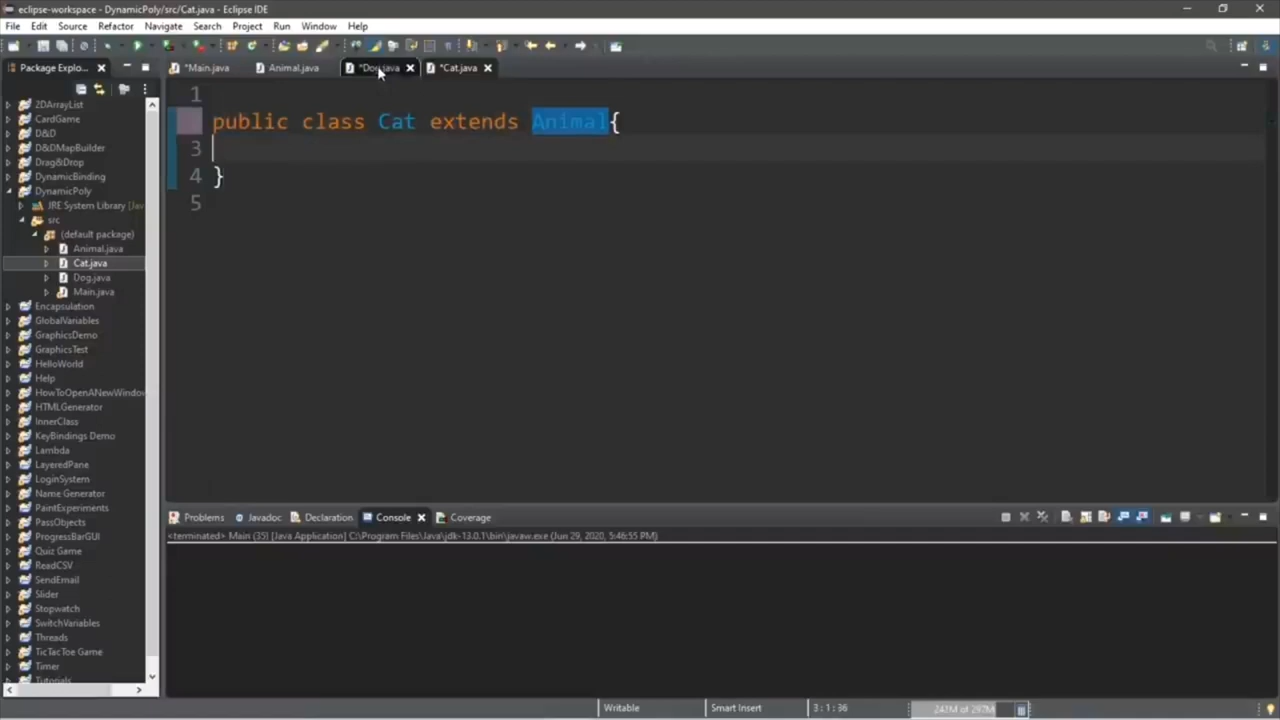 eclipse-workspace - DynamicPoly/src/Cat.java - Eclipse IDE
File Edit Source Refactor Navigate Search Project Run Window Help
Package Explo...
*Main.java
Animal.java
*Dog.java
*Cat.java
2DArrayList
CardGame
D&D
D&DMapBuilder
Drag&Drop
DynamicBinding
DynamicPoly
JRE System Library [Jav
src
(default package)
Animal.java
Cat.java
Dog.java
Main.java
Encapsulation
GlobalVariables
GraphicsDemo
GraphicsTest
HelloWorld
Help
HowToOpenANewWindow
HTMLGenerator
InnerClass
KeyBindings Demo
Lambda
LayeredPane
LoginSystem
Name Generator
PaintExperiments
PassObjects
ProgressBarGUI
Quiz Game
ReadCSV
SendEmail
Slider
Stopwatch
SwitchVariables
Threads
TicTacToe Game
Timer
Tutorials
1
public class Cat extends Animal{
3
4 }
5
Problems Javadoc Declaration Console Coverage
<terminated> Main (35) [Java Application] C:\Program Files\Java\jdk-13.0.1\bin\javaw.exe (Jun 29, 2020, 5:46:55 PM)
Writable Smart Insert 3 : 1 : 36 242M of 297M